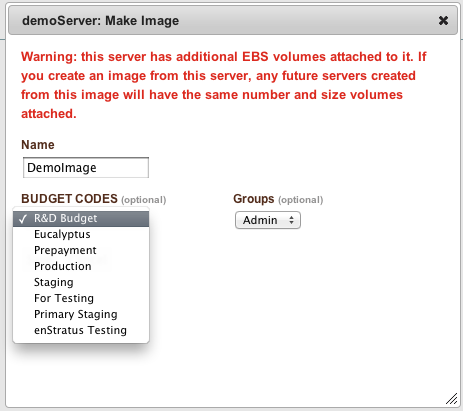 demoServer: Make Image
Warning: this server has additional EBS volumes attached to it. If
you create an image from this server, any future servers created
from this image will have the same number and size volumes
attached.
Name
DemoImage
BUDGET CODES (optional)
Groups (optional)
✓ R&D Budget
Admin
Eucalyptus
Prepayment
Production
Staging
For Testing
Primary Staging
enStratus Testing